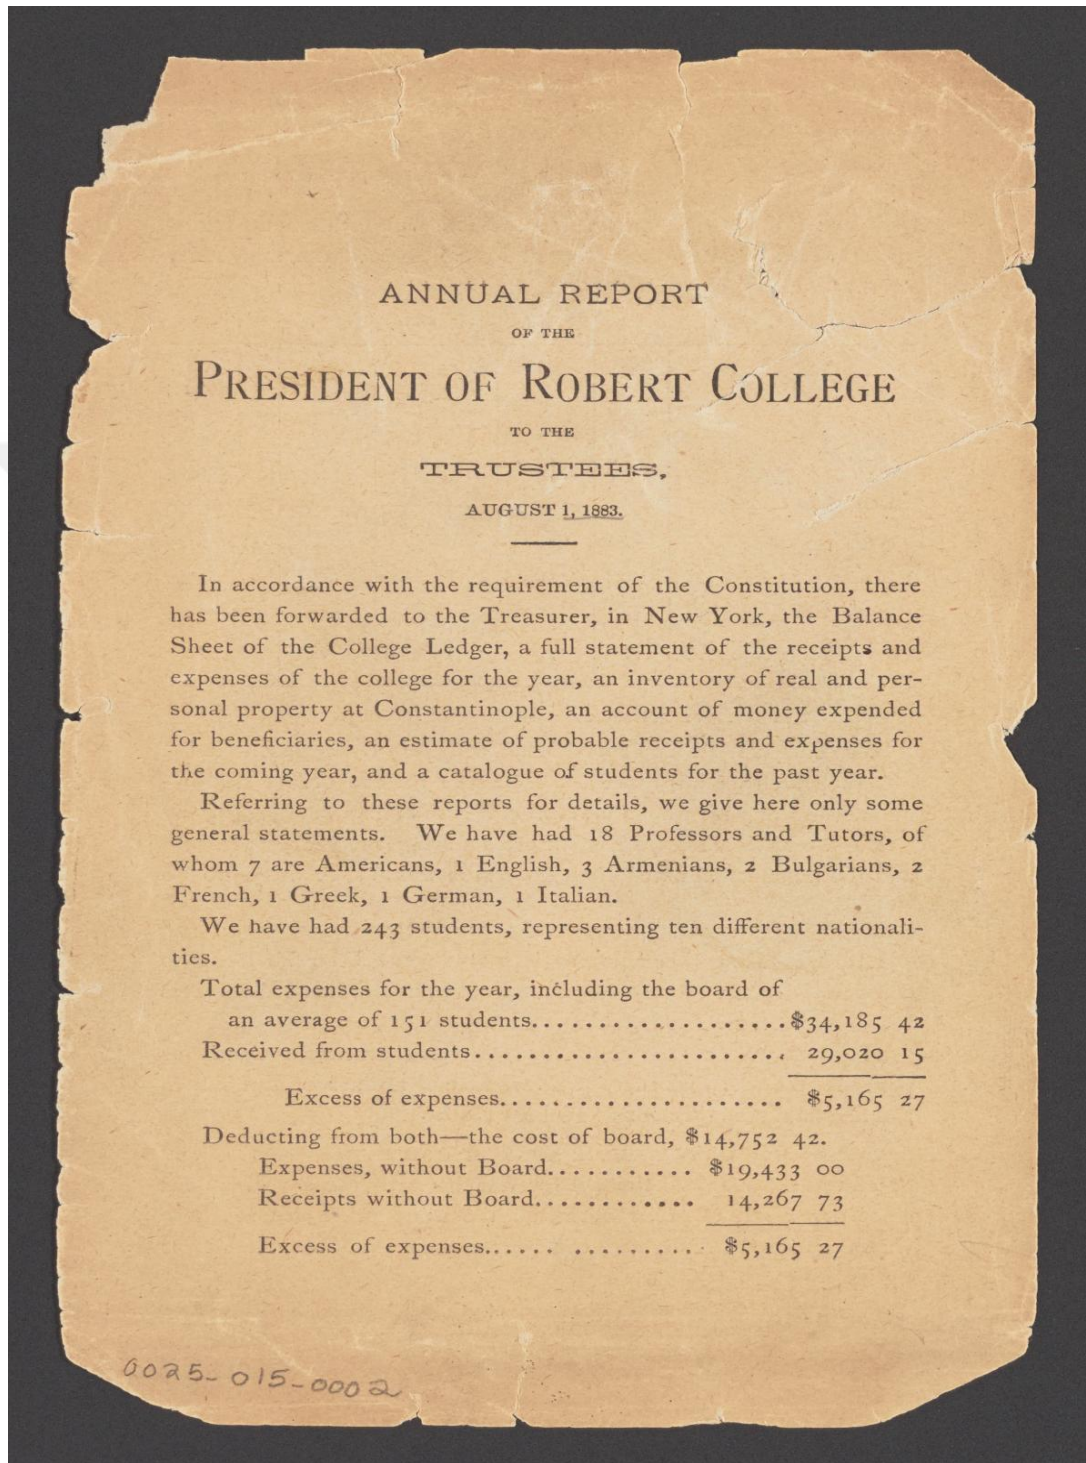 ANNUAL REPORT
OF THE
PRESIDENT OF ROBERT COLLEGE
TO THE
TRUSTEES,
AUGUST 1, 1883.
In accordance with the requirement of the Constitution, there
has been forwarded to the Treasurer, in New York, the Balance
Sheet of the College Ledger, a full statement of the receipts and
expenses of the college for the year, an inventory of real and per-
sonal property at Constantinople, an account of money expended
for beneficiaries, an estimate of probable receipts and expenses for
the coming year, and a catalogue of students for the past year.
Referring to these reports for details, we give here only some
general statements. We have had 18 Professors and Tutors, of
whom 7 are Americans, 1 English, 3 Armenians, 2 Bulgarians, 2
French, 1 Greek, 1 German, 1 Italian.
We have had 243 students, representing ten different nationali-
ties.
Total expenses for the year, including the board of
an average of 151 students....................$34,185 42
Received from students........................ 29,020 15
Excess of expenses...................... $5,165 27
Deducting from both—the cost of board, $14,752 42.
Expenses, without Board........... $19,433 00
Receipts without Board............ 14,267 73
Excess of expenses...... .......... $5,165 27
0025-015-0002